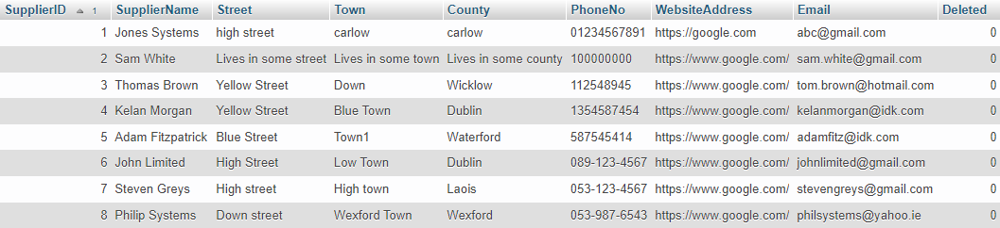 SupplierID 1 SupplierName Street Town County PhoneNo WebsiteAddress Email Deleted
1 Jones Systems high street carlow carlow 01234567891 https://google.com abc@gmail.com 0
2 Sam White Lives in some street Lives in some town Lives in some county 100000000 https://www.google.com/ sam.white@gmail.com 0
3 Thomas Brown Yellow Street Down Wicklow 112548945 https://www.google.com/ tom.brown@hotmail.com 0
4 Kelan Morgan Yellow Street Blue Town Dublin 1354587454 https://www.google.com/ kelanmorgan@idk.com 0
5 Adam Fitzpatrick Blue Street Town1 Waterford 587545414 https://www.google.com/ adamfitz@idk.com 0
6 John Limited High Street Low Town Dublin 089-123-4567 https://www.google.com/ johnlimited@gmail.com 0
7 Steven Greys High street High town Laois 053-123-4567 https://www.google.com/ stevengreys@gmail.com 0
8 Philip Systems Down street Wexford Town Wexford 053-987-6543 https://www.google.com/ philsystems@yahoo.ie 0